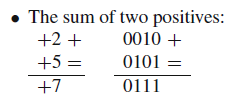 • The sum of two positives:
+2 + 0010 +
+5 = 0101 =
+7 0111